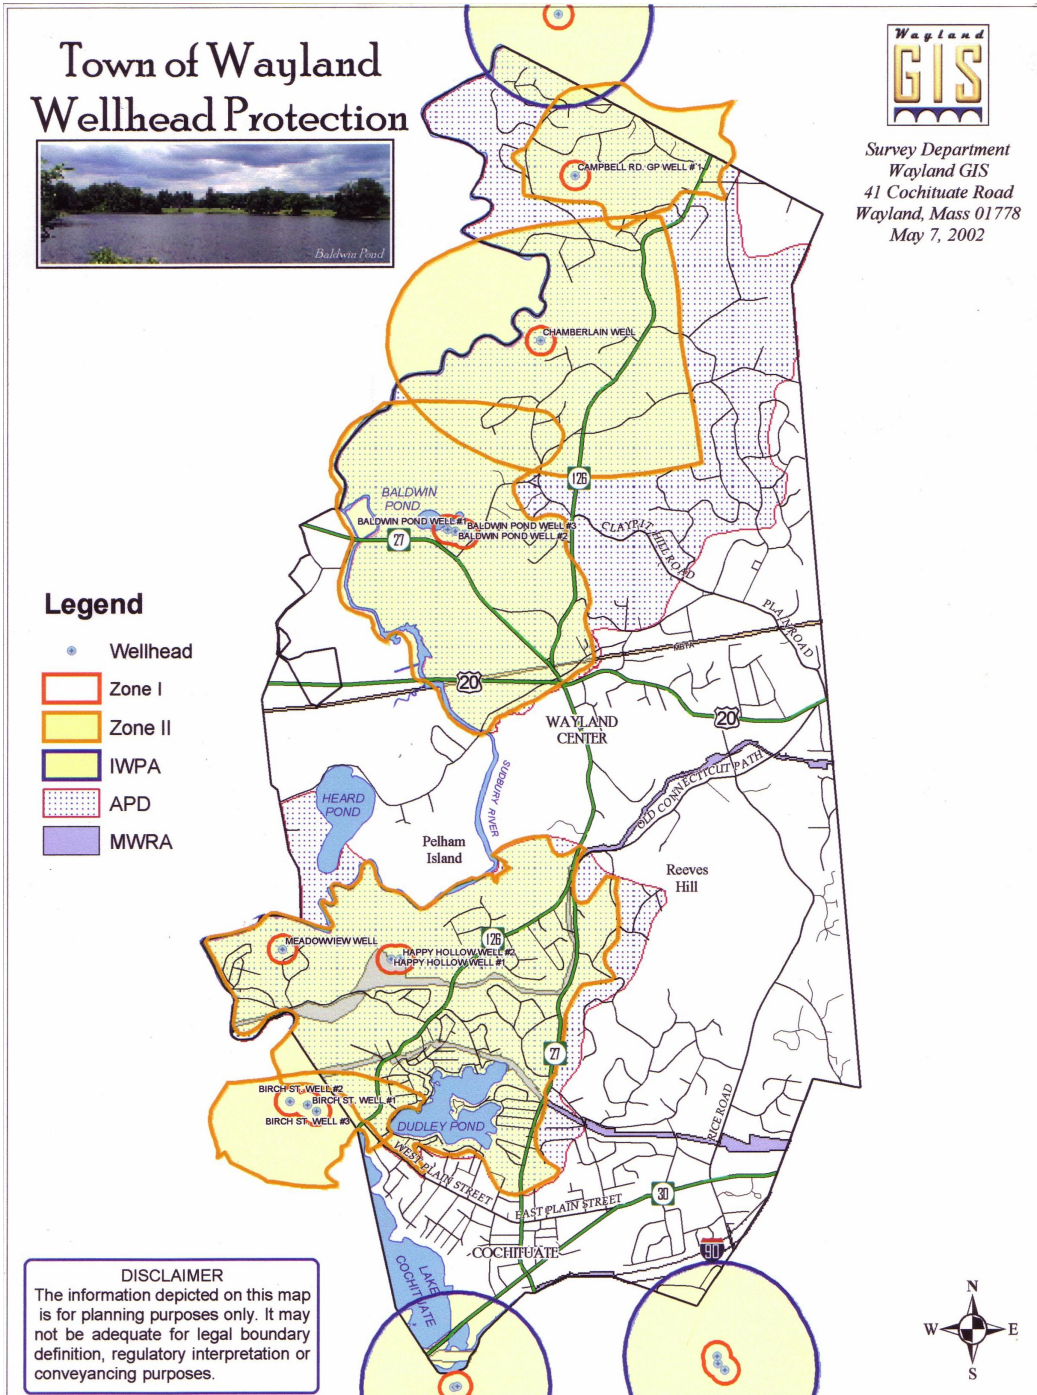 Town of Wayland
Wellhead Protection
Baldwin Pond
Wayland
GIS
Survey Department
Wayland GIS
41 Cochituate Road
Wayland, Mass 01778
May 7, 2002
CAMPBELL RD. GP WELL #1
CHAMBERLAIN WELL
126
BALDWIN
POND
BALDWIN POND WELL #1
BALDWIN POND WELL #3
BALDWIN POND WELL #2
27
CLAYPIT HILL ROAD
PLAIN ROAD
MBTA
20
20
WAYLAND
CENTER
SUDBURY RIVER
OLD CONNECTICUT PATH
HEARD
POND
Pelham
Island
Reeves
Hill
MEADOWVIEW WELL
126
HAPPY HOLLOW WELL #2
HAPPY HOLLOW WELL #1
27
BIRCH ST. WELL #2
BIRCH ST. WELL #1
BIRCH ST. WELL #3
DUDLEY POND
RICE ROAD
WEST PLAIN STREET
EAST PLAIN STREET
30
90
COCHITUATE
LAKE
COCHITUATE
Legend
Wellhead
Zone I
Zone II
IWPA
APD
MWRA
DISCLAIMER
The information depicted on this map
is for planning purposes only. It may
not be adequate for legal boundary
definition, regulatory interpretation or
conveyancing purposes.
N
W
E
S